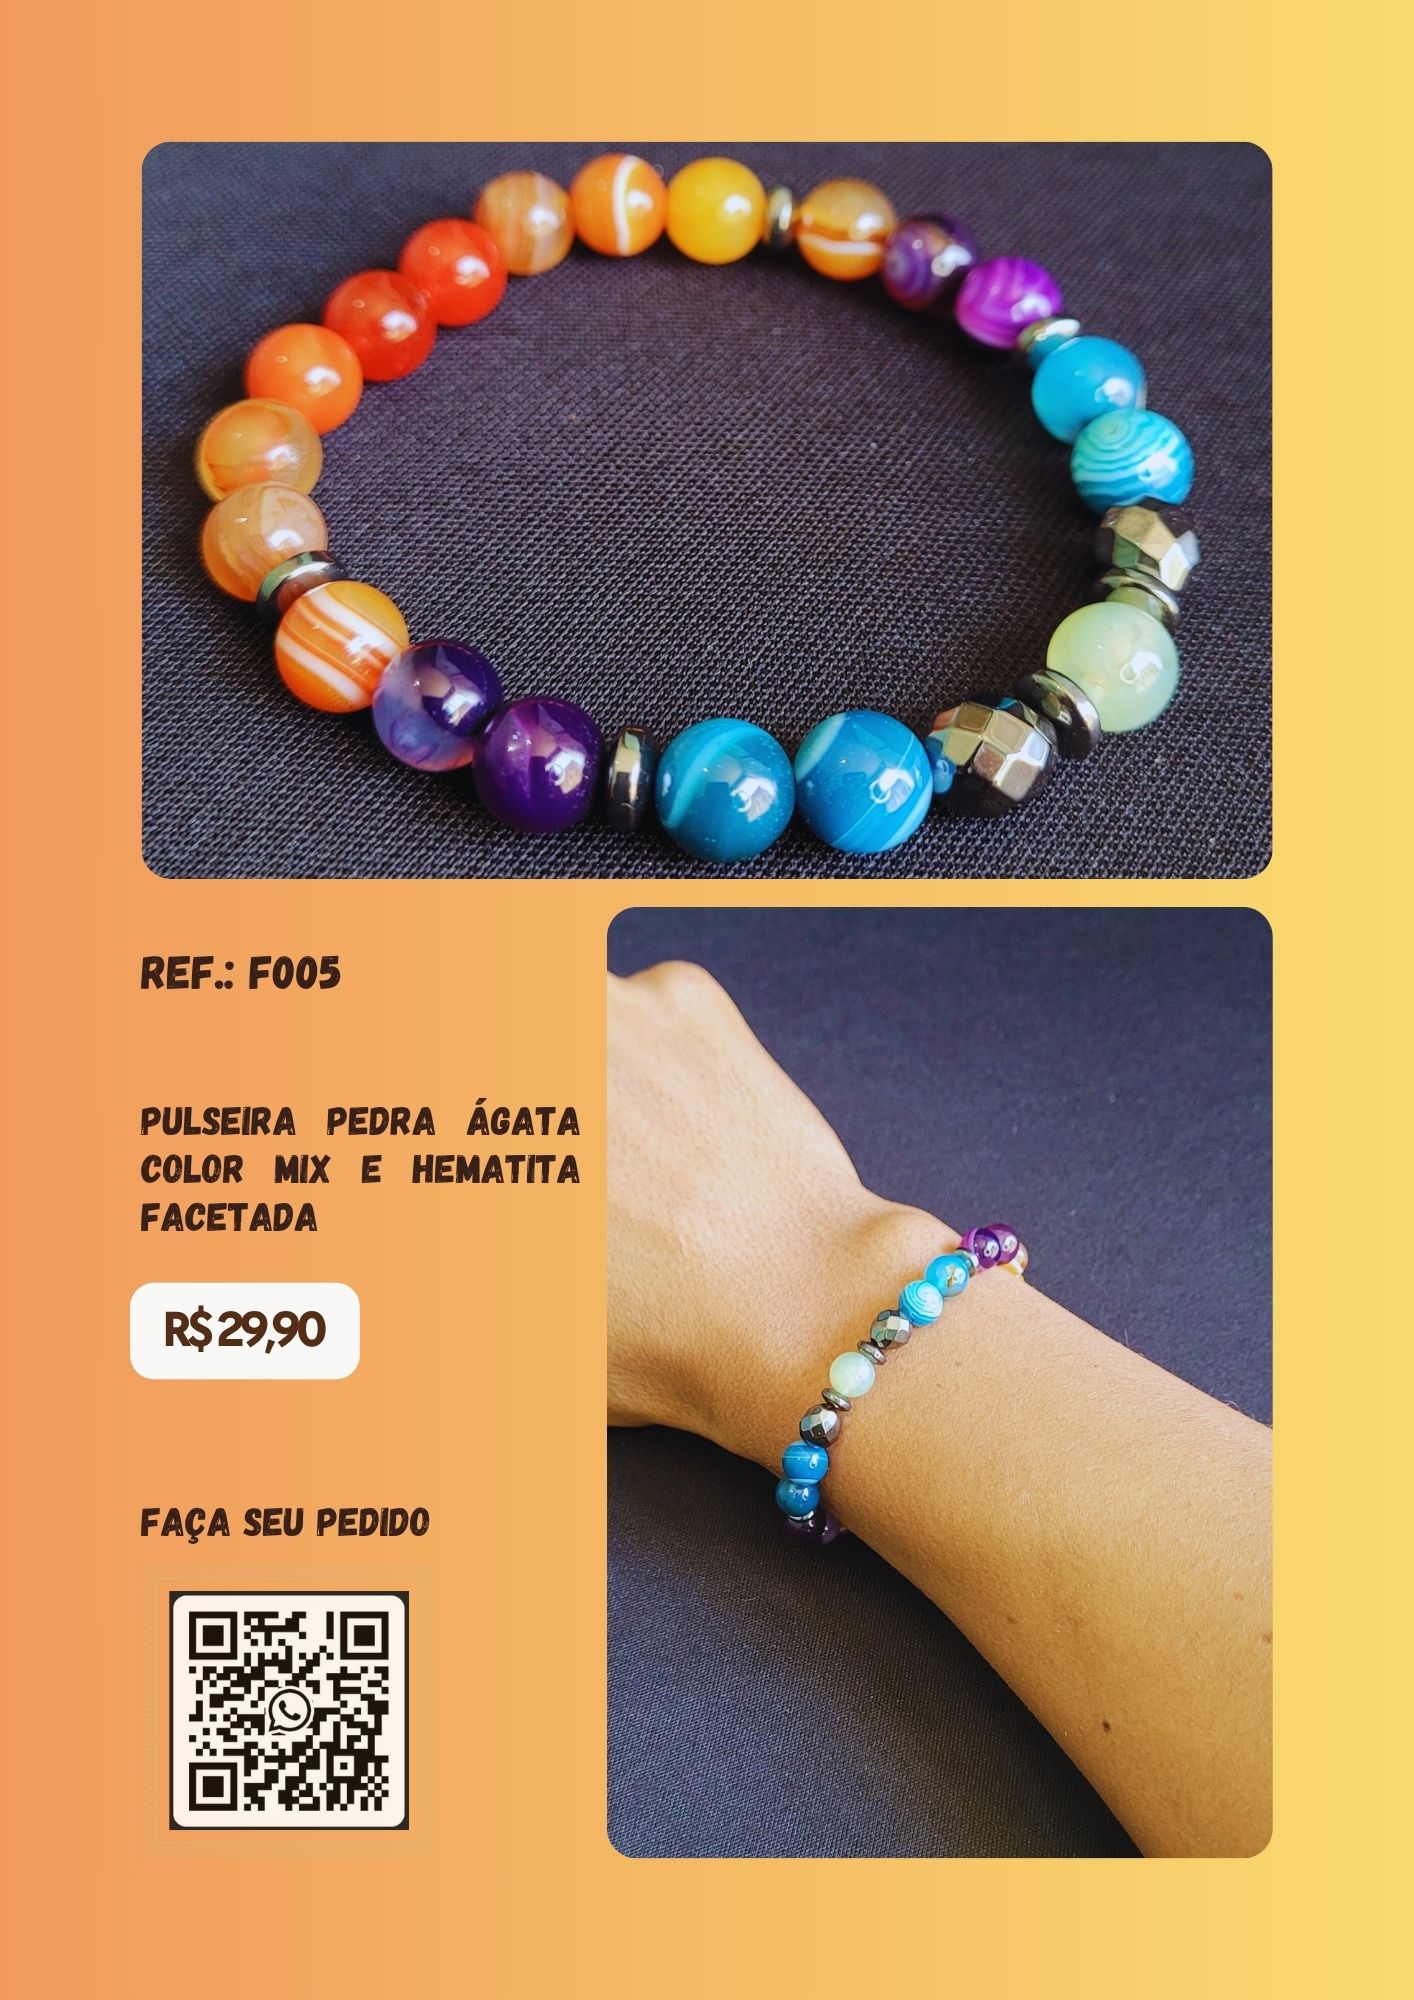 REF.: F005
PULSEIRA PEDRA ÁGATA
COLOR MIX E HEMATITA
FACETADA
R$ 29,90
FAÇA SEU PEDIDO